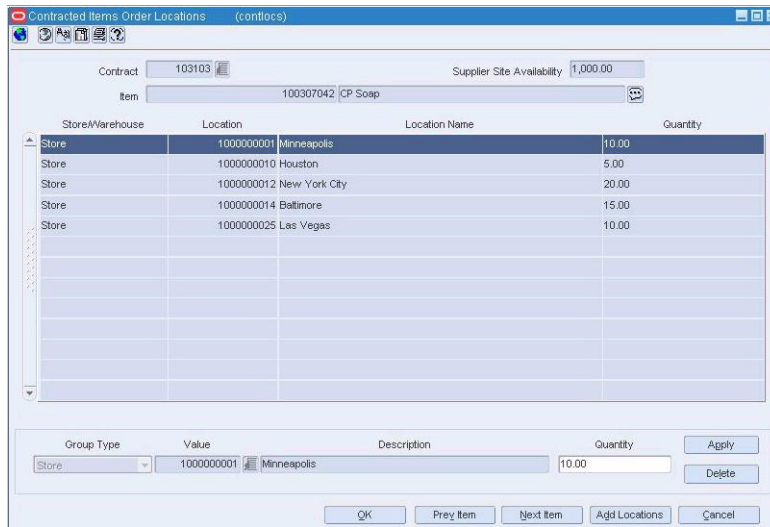 Contracted Items Order Locations (contlocs)
Contract 103103 Supplier Site Availability 1,000.00
Item 100307042 CP Soap
Store/Warehouse Location Location Name Quantity
Store 1000000001 Minneapolis 10.00
Store 1000000010 Houston 5.00
Store 1000000012 New York City 20.00
Store 1000000014 Baltimore 15.00
Store 1000000025 Las Vegas 10.00
Group Type Value Description Quantity Apply
Store 1000000001 Minneapolis 10.00
Delete
OK Prev Item Next Item Add Locations Cancel